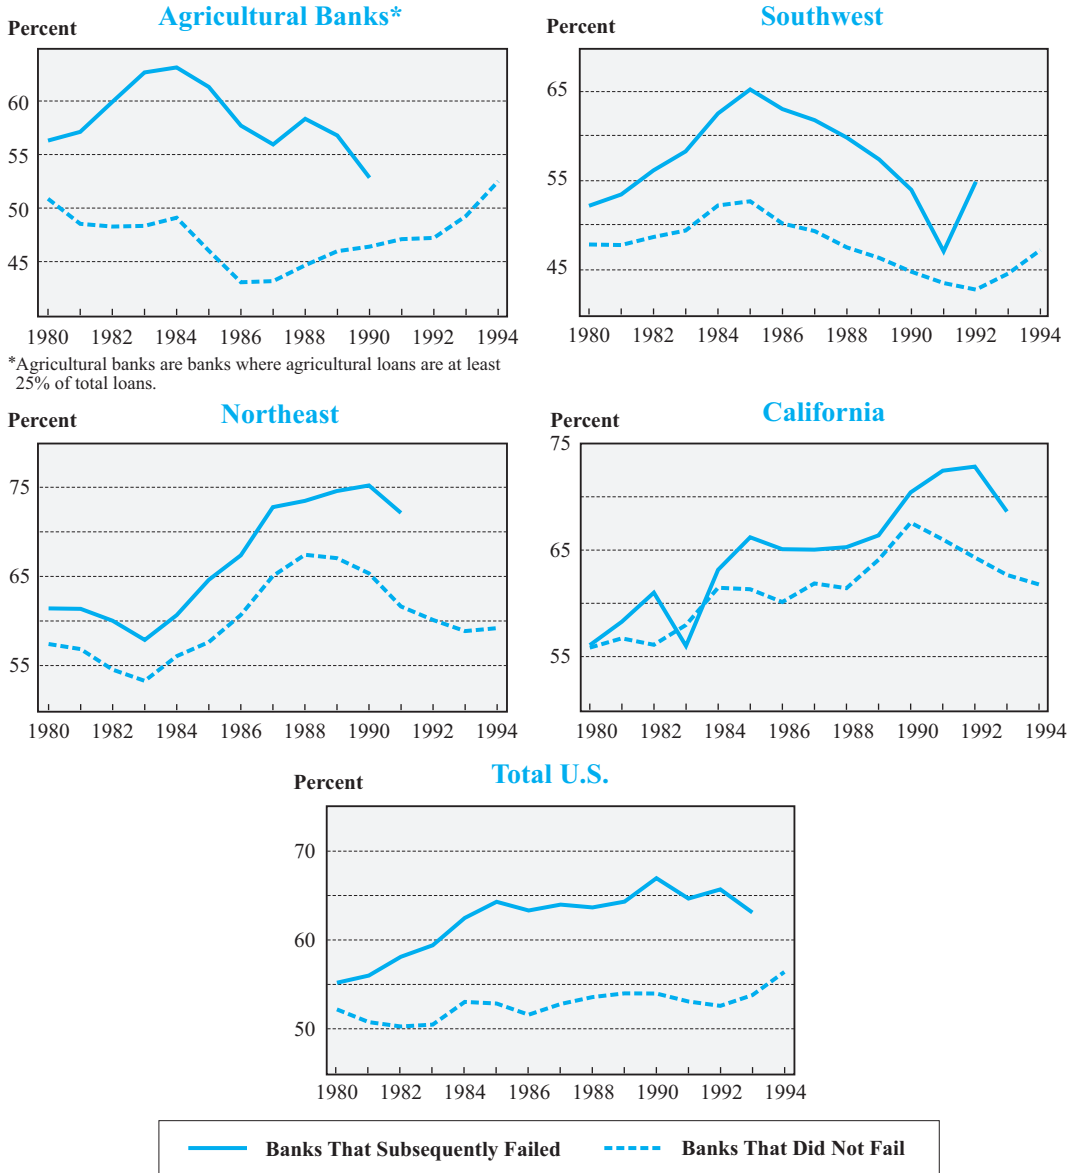 Agricultural Banks*
Percent
60
55
50
45
1980 1982 1984 1986 1988 1990 1992 1994
*Agricultural banks are banks where agricultural loans are at least
25% of total loans.
Southwest
Percent
65
55
45
1980 1982 1984 1986 1988 1990 1992 1994
Northeast
Percent
75
65
55
1980 1982 1984 1986 1988 1990 1992 1994
California
Percent
75
65
55
1980 1982 1984 1986 1988 1990 1992 1994
Total U.S.
Percent
70
60
50
1980 1982 1984 1986 1988 1990 1992 1994
Banks That Subsequently Failed Banks That Did Not Fail